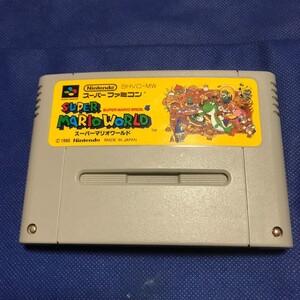 Nintendo SHVC-MW
スーパーファミコン
SUPER MARIO BROS. 4
SUPER
MARIO WORLD
スーパーマリオワールド
© 1990 Nintendo MADE IN JAPAN